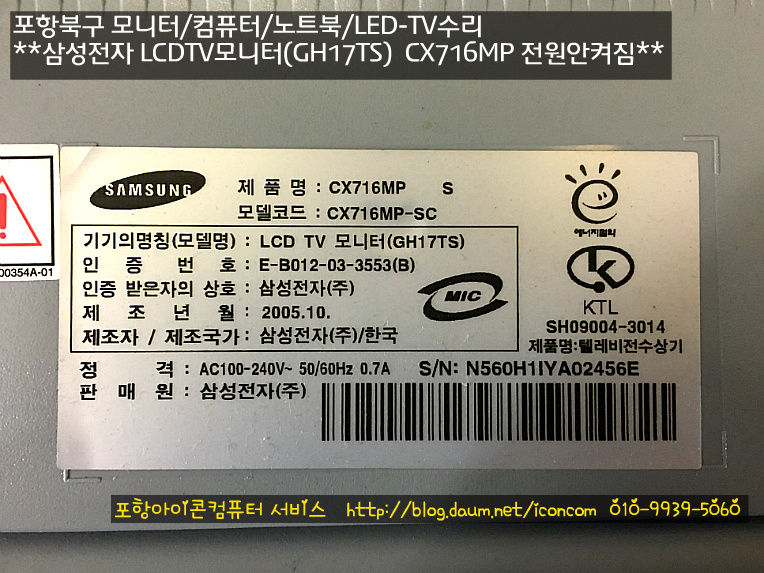 포항북구 모니터/컴퓨터/노트북/LED-TV수리
**삼성전자 LCDTV모니터(GH17TS) CX716MP 전원안켜짐**
SAMSUNG
제 품 명 : CX716MP S
모델코드 : CX716MP-SC
에너지절약
기기의명칭(모델명) : LCD TV 모니터(GH17TS)
인 증 번 호 : E-B012-03-3553(B)
인증 받은자의 상호 : 삼성전자(주)
제 조 년 월 : 2005.10.
제조자 / 제조국가 : 삼성전자(주)/한국
MIC
KTL
SH09004-3014
제품명:텔레비전수상기
00354A-01
정 격 : AC100-240V~ 50/60Hz 0.7A S/N: N560H1IYA02456E
판 매 원 : 삼성전자(주)
포항아이콘컴퓨터 서비스 http://blog.daum.net/iconcom 010-9939-5060